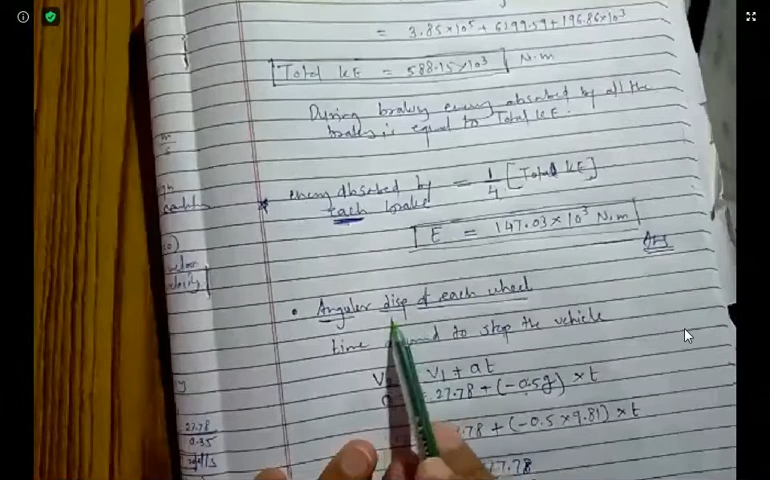 = 3.85×10⁵ + 6299.59 + 196.86×10³
Total KE = 588.15×10³ N.m
During braking energy absorbed by all the
brakes is equal to Total KE.
energy absorbed by each brake = 1/4 [Total KE]
E = 147.03×10³ N.m
Ans
• Angular disp of each wheel
time to stop the vehicle
V₁ + at
= 27.78 + (-0.5g) × t
.78 + (-0.5×9.81) × t
27.78
m/s
27.78
0.35